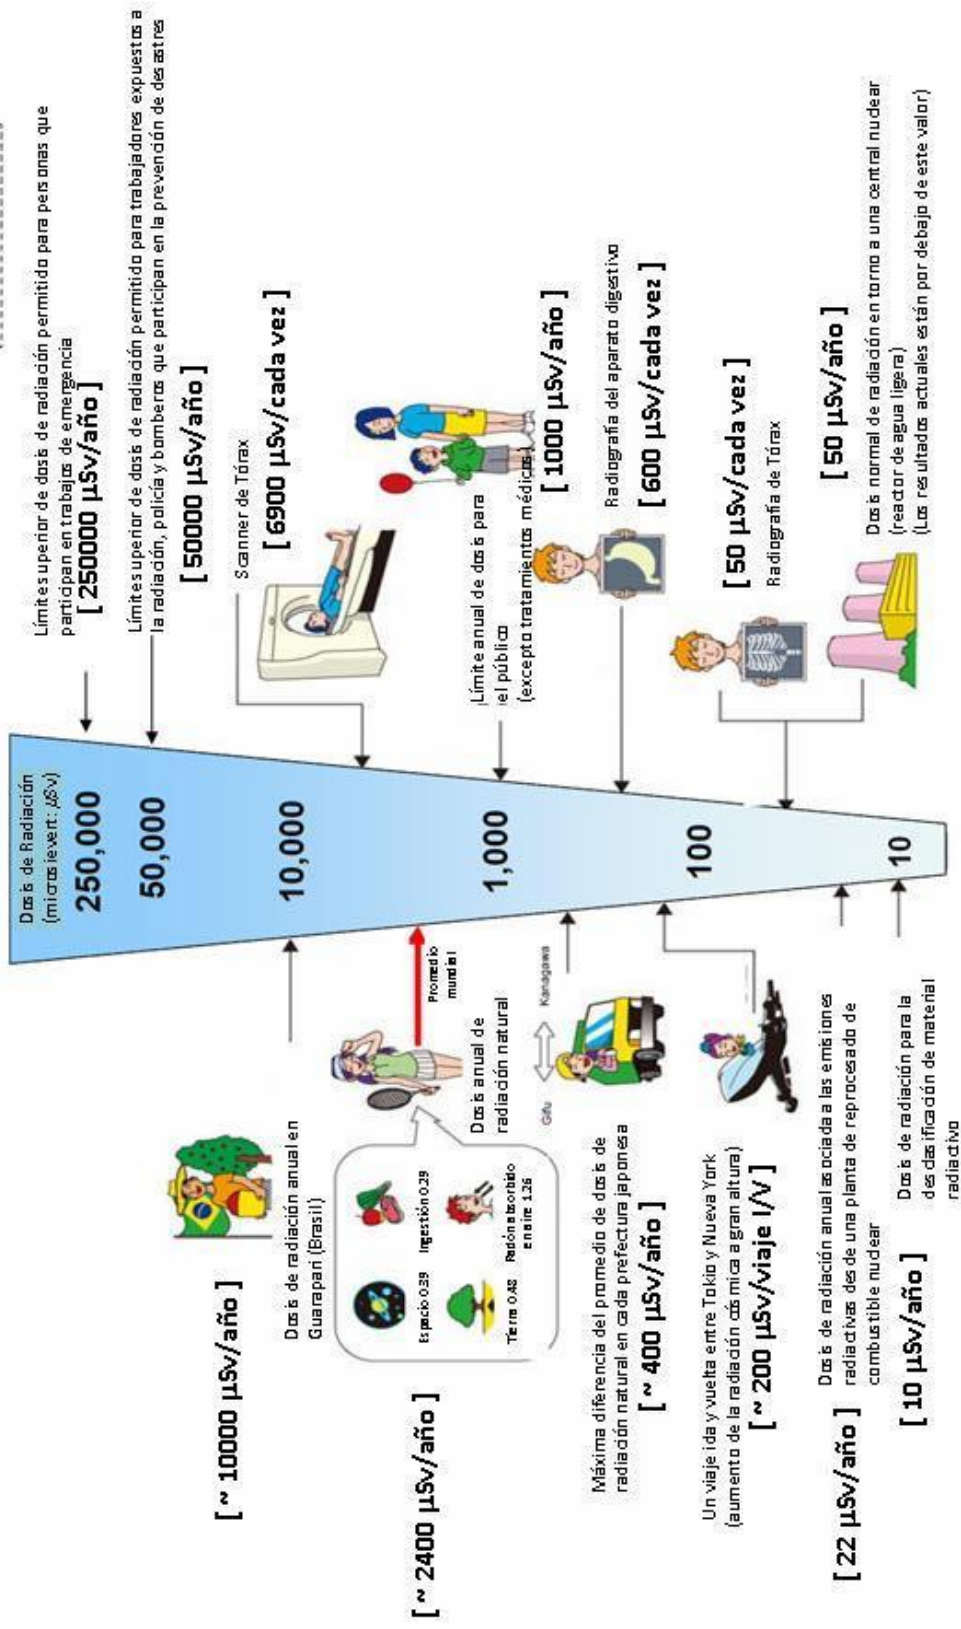 Dosis de Radiación
(microsievert: µSv)
250,000
50,000
10,000
1,000
100
10
Límite superior de dosis de radiación permitido para personas que
participan en trabajos de emergencia
[ 250000 µSv/año ]
Límite superior de dosis de radiación permitido para trabajadores expuestos a
la radiación, policía y bomberos que participan en la prevención de desastres
[ 50000 µSv/año ]
Scanner de Tórax
[ 6900 µSv/cada vez ]
Límite anual de dosis para
el público
(except​o tratamientos médicos)
[ 1000 µSv/año ]
Radiografía del aparato digestivo
[ 600 µSv/cada vez ]
[ 50 µSv/cada vez ]
Radiografía de Tórax
[ 50 µSv/año ]
Dosis normal de radiación en torno a una central nuclear
(reactor de agua ligera)
(Los resultados actuales están por debajo de este valor)
[ ~ 10000 µSv/año ]
Dosis de radiación anual en
Guarapari (Brasil)
Promedio
mundial
[ ~ 2400 µSv/año ]
Espacio 0.39
Ingestión 0.29
Tierra 0.48
Radón absorbido
en aire 1.26
Dosis anual de
radiación natural
Gifu
Kanagawa
Máxima diferencia del promedio de dosis de
radiación natural en cada prefectura japonesa
[ ~ 400 µSv/año ]
Un viaje ida y vuelta entre Tokio y Nueva York
(aumento de la radiación cósmica a gran altura)
[ ~ 200 µSv/viaje I/V ]
[ 22 µSv/año ]
Dosis de radiación anual asociada a las emisiones
radiactivas des de una planta de reprocesado de
combustible nuclear
[ 10 µSv/año ]
Dosis de radiación para la
desclasificación de material
radiactivo